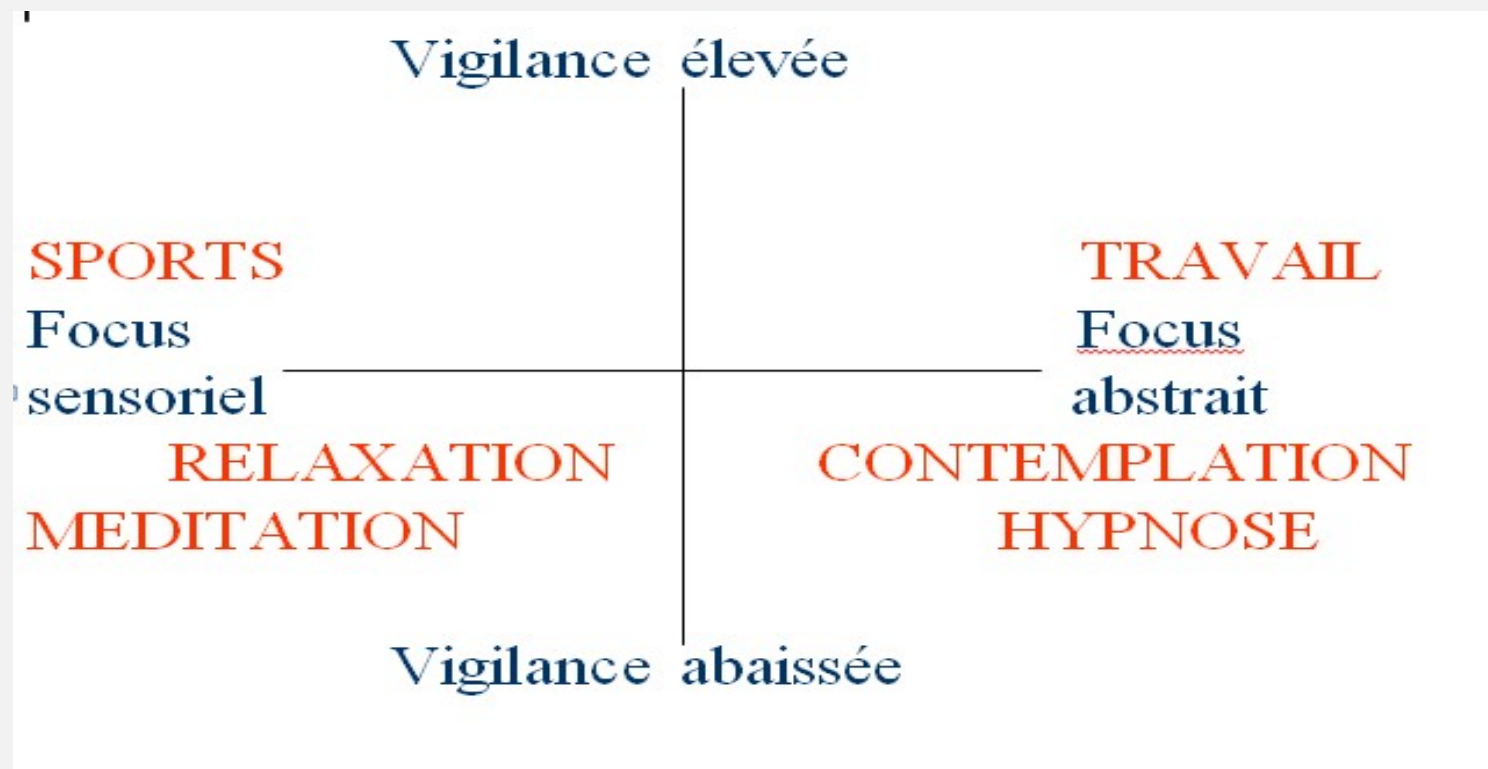 Vigilance élevée
SPORTS
TRAVAIL
Focus
Focus
sensoriel
abstrait
RELAXATION
CONTEMPLATION
MEDITATION
HYPNOSE
Vigilance abaissée